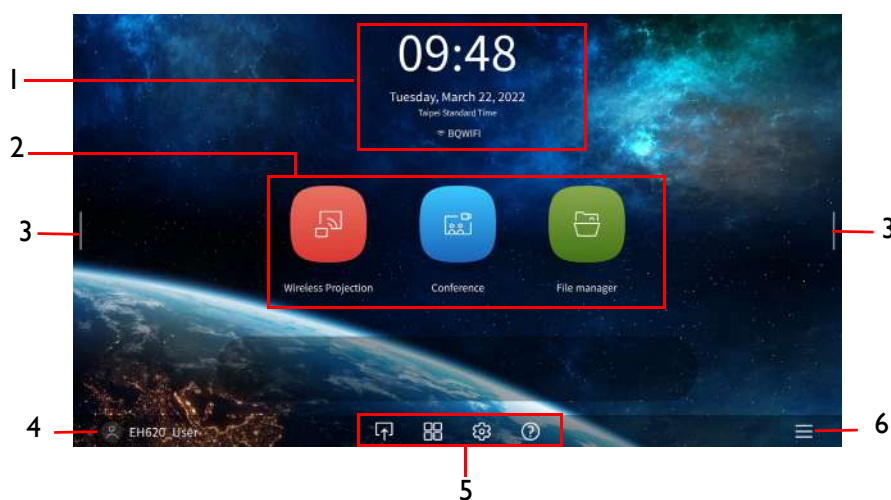 1
09:48
Tuesday, March 22, 2022
Taipei Standard Time
BQWIFI
2
3
3
Wireless Projection Conference File manager
4
EH620_User
6
5